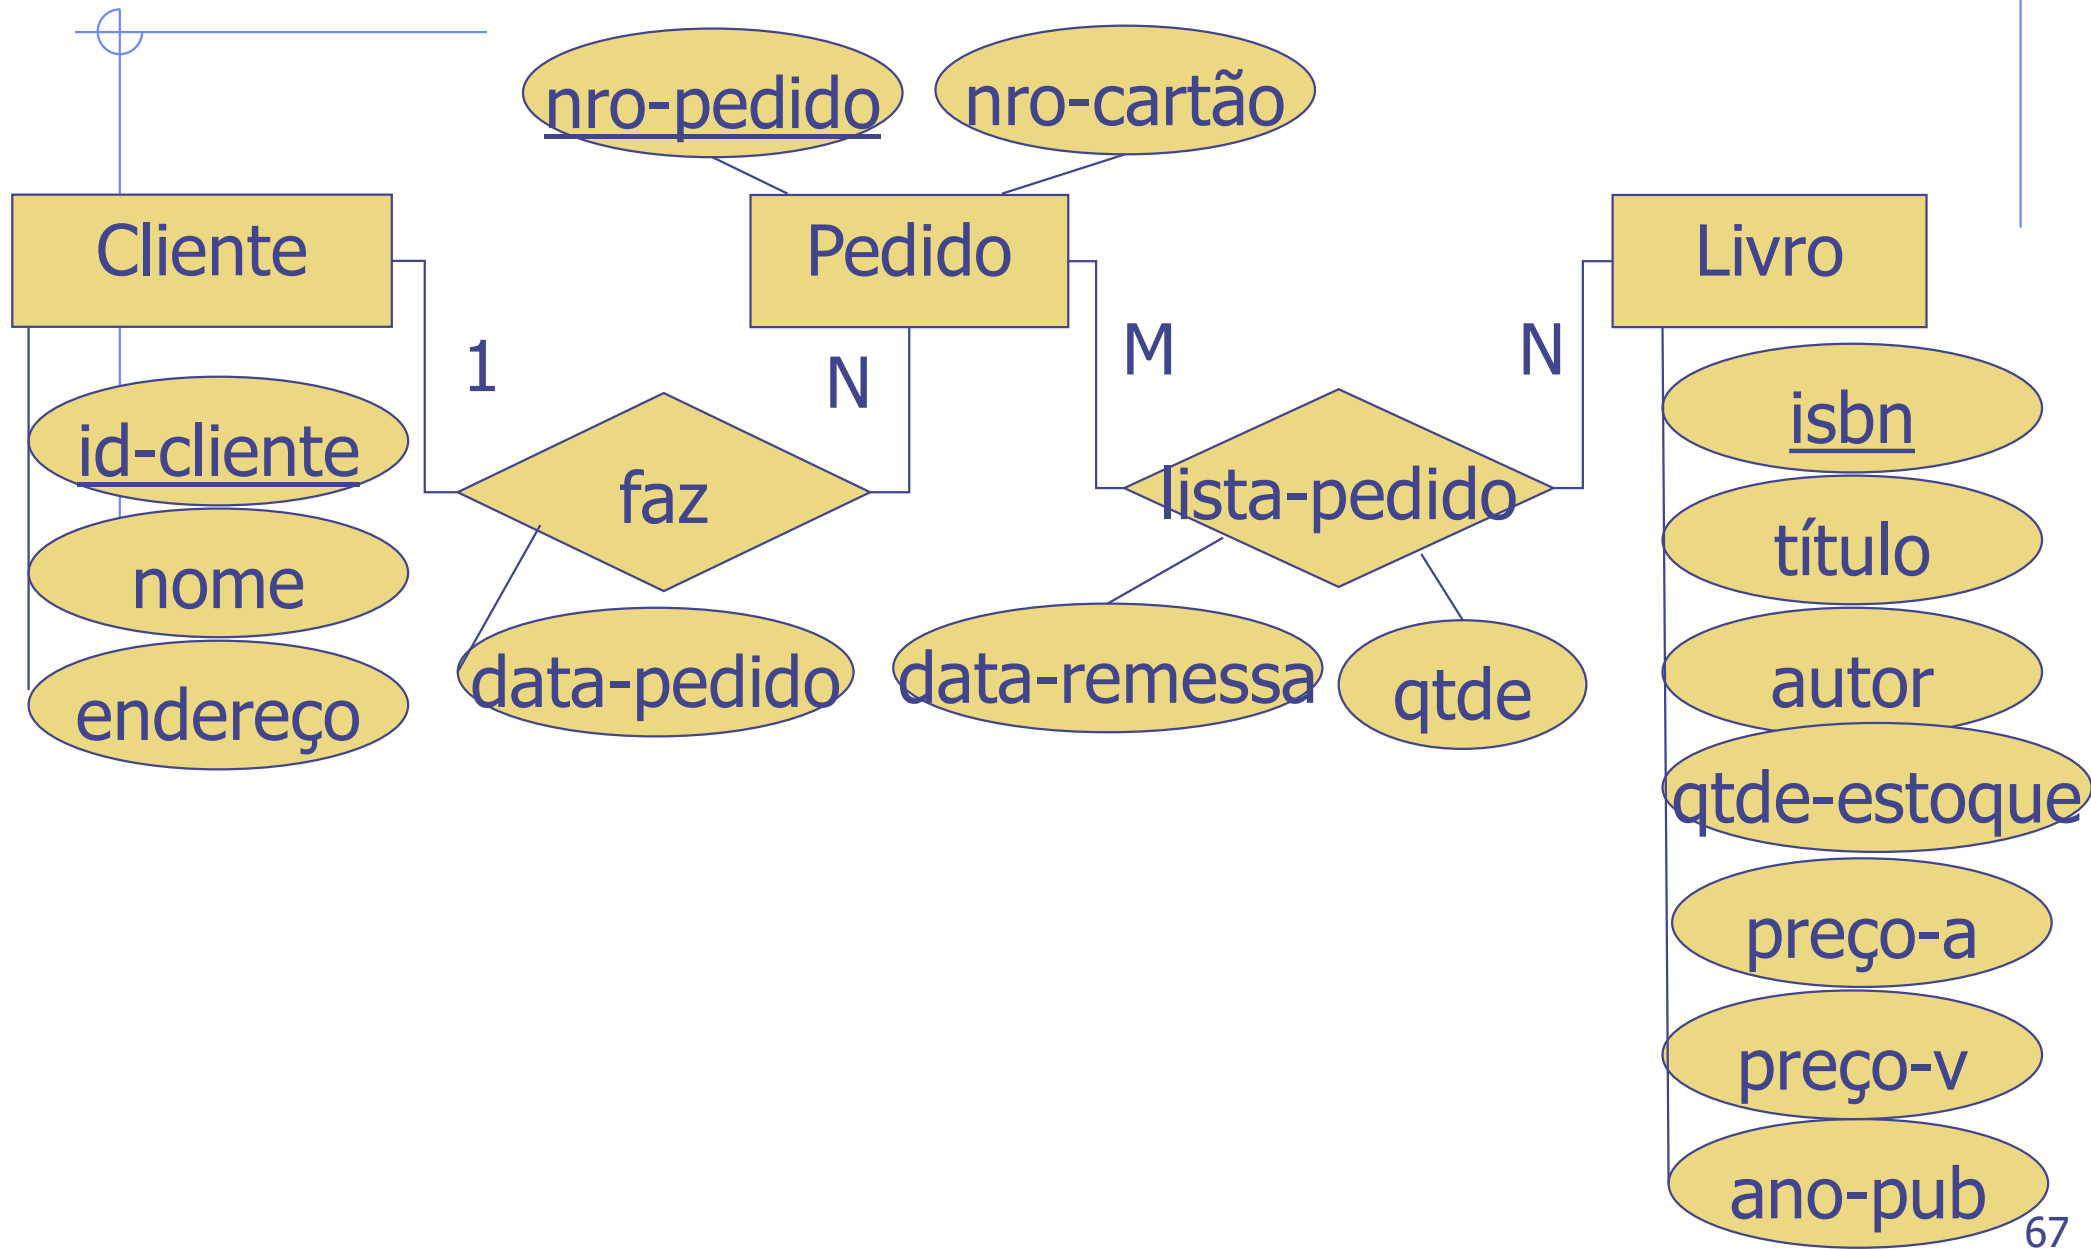 nro-pedido
nro-cartão
Cliente
Pedido
Livro
1
N
M
N
id-cliente
nome
endereço
faz
data-pedido
lista-pedido
data-remessa
qtde
isbn
título
autor
qtde-estoque
preço-a
preço-v
ano-pub
67